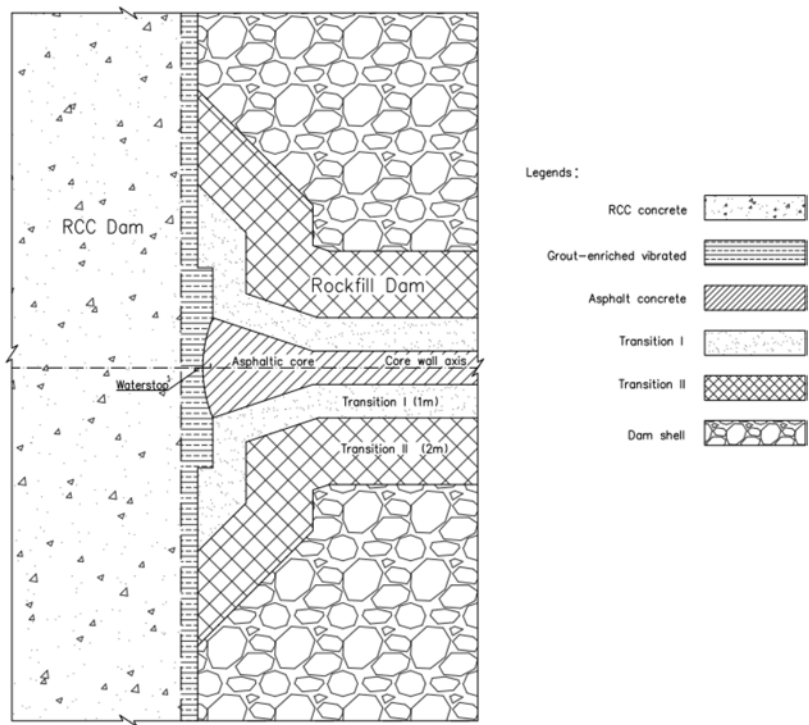 RCC Dam
Rockfill Dam
Asphaltic core
Core wall axis
Waterstop
Transition I (1m)
Transition II (2m)
Legends:
RCC concrete
Grout-enriched vibrated
Asphalt concrete
Transition I
Transition II
Dam shell